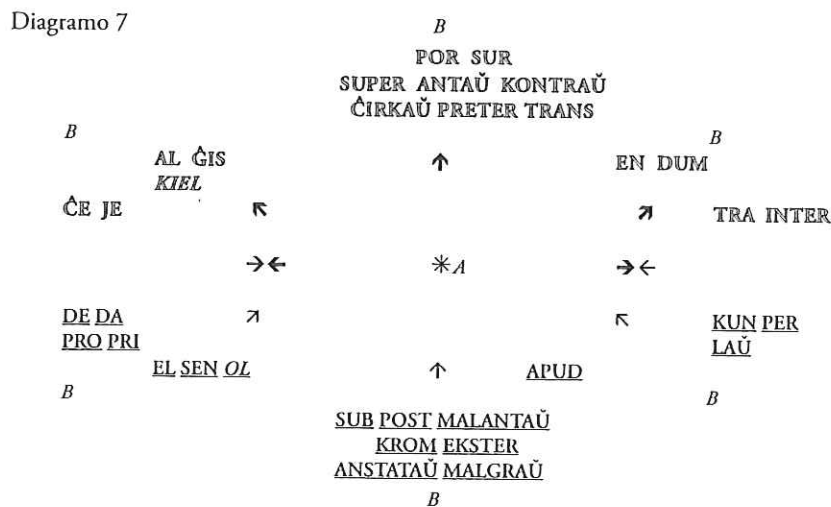 Diagramo 7
B
POR SUR
SUPER ANTAŬ KONTRAŬ
ĈIRKAŬ PRETER TRANS
B
B
AL ĜIS
KIEL
EN DUM
ĈE JE
TRA INTER
A
DE DA
PRO PRI
KUN PER
LAŬ
EL SEN OL
APUD
B
B
SUB POST MALANTAŬ
KROM EKSTER
ANSTATAŬ MALGRAŬ
B